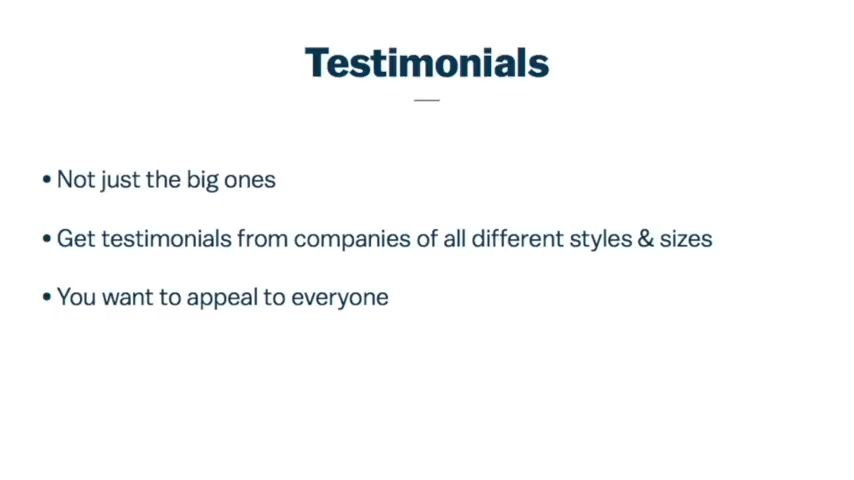 Testimonials
• Not just the big ones
• Get testimonials from companies of all different styles & sizes
• You want to appeal to everyone